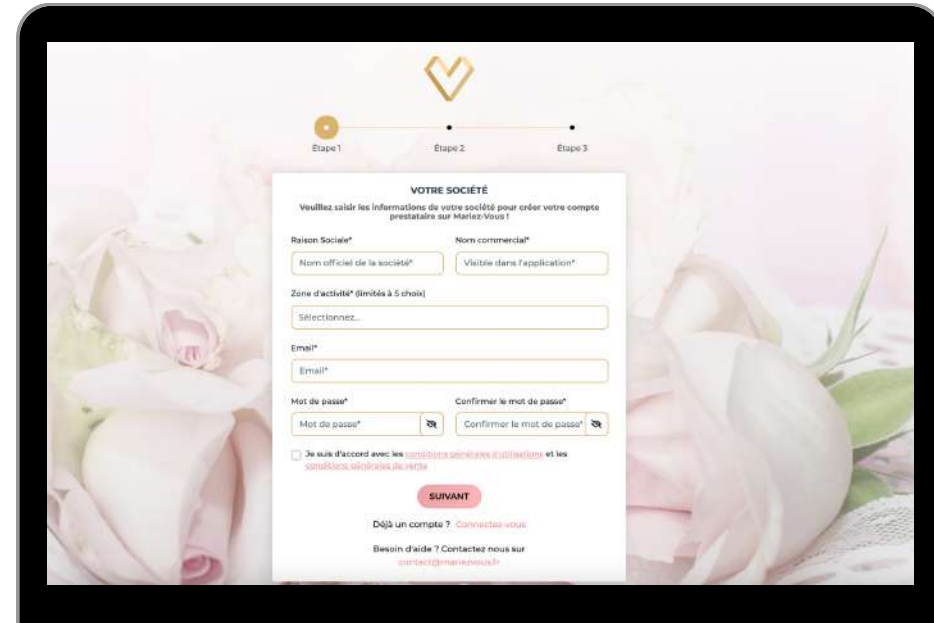 Étape 1
Étape 2
Étape 3
VOTRE SOCIÉTÉ
Veuillez saisir les informations de votre société pour créer votre compte
prestataire sur Mariez-Vous !
Raison Sociale*
Nom commercial*
Nom officiel de la société*
Visible dans l'application*
Zone d'activité* (limités à 5 choix)
Sélectionnez...
Email*
Email*
Mot de passe*
Confirmer le mot de passe*
Mot de passe*
Confirmer le mot de passe*
Je suis d'accord avec les conditions générales d'utilisations et les
conditions générales de vente
SUIVANT
Déjà un compte ? Connectez-vous
Besoin d'aide ? Contactez nous sur
contact@mariezvous.fr